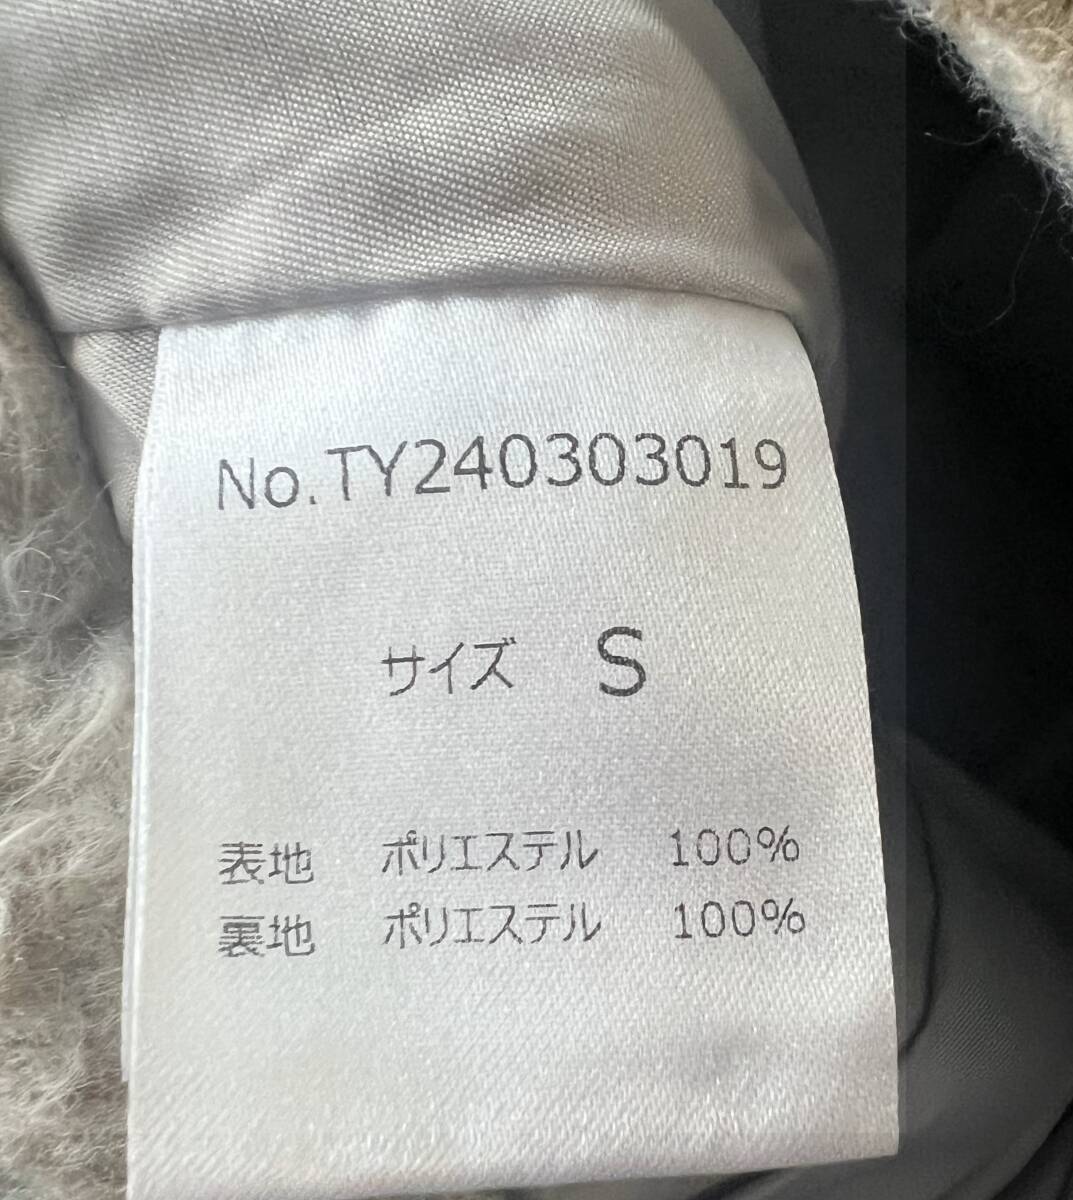 No.TY240303019
サイズ S
表地 ポリエステル 100%
裏地 ポリエステル 100%